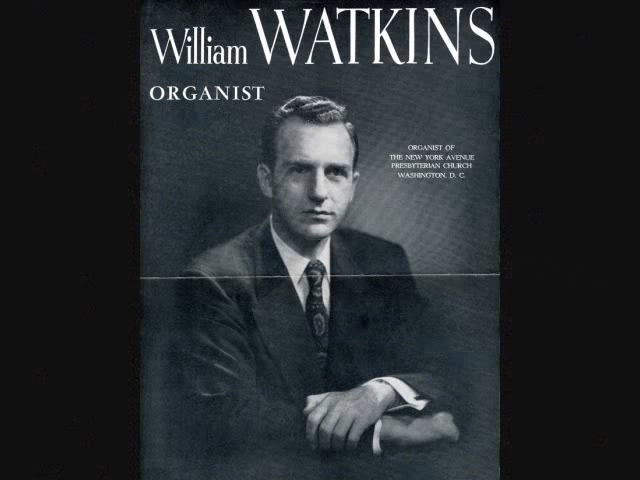 William WATKINS
ORGANIST
ORGANIST OF
THE NEW YORK AVENUE
PRESBYTERIAN CHURCH
WASHINGTON, D. C.